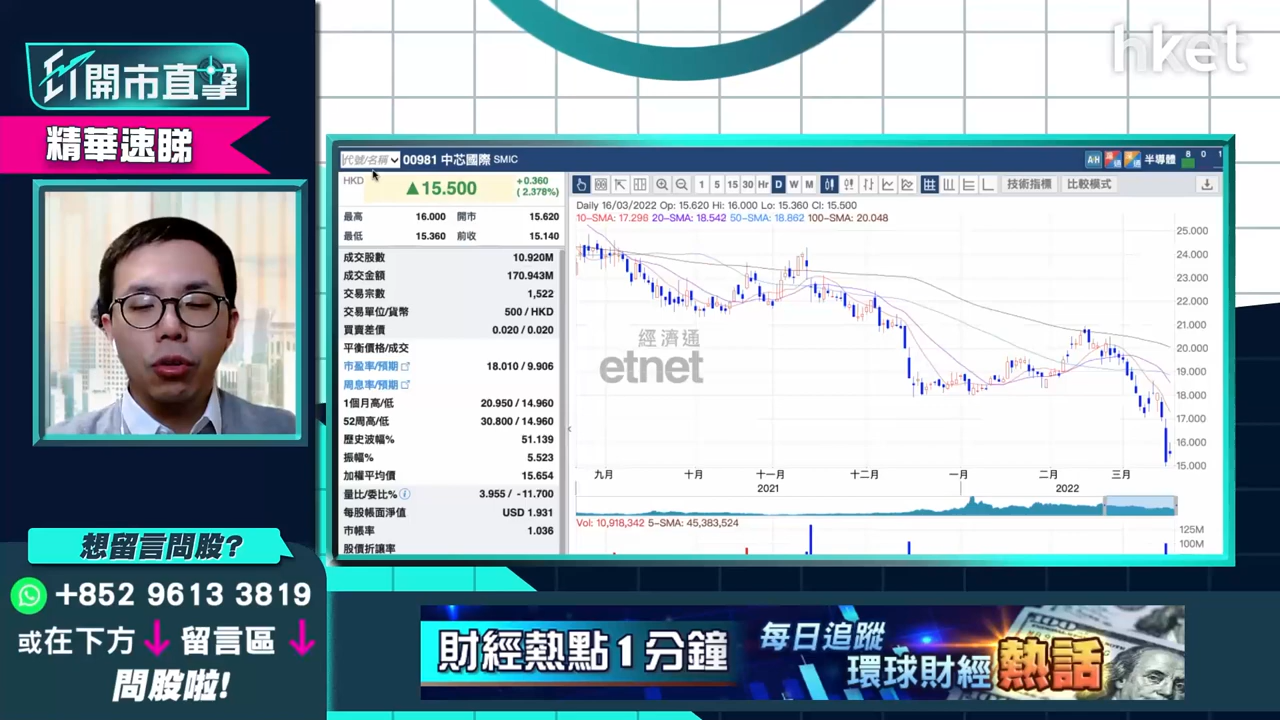 hket
開市直擊
精華速睇
代號/名稱
00981 中芯國際 SMIC
A·H
半導體
8 0 1
HKD
▲15.500
+0.360
( 2.378%)
最高 16.000 開市 15.620
最低 15.360 前收 15.140
成交股數 10.920M
成交金額 170.943M
交易宗數 1,522
交易單位/貨幣 500 / HKD
買賣差價 0.020 / 0.020
平衡價格/成交
市盈率/預期 18.010 / 9.906
周息率/預期
1個月高/低 20.950 / 14.960
52周高/低 30.800 / 14.960
歷史波幅% 51.139
振幅% 5.523
加權平均價 15.654
量比/委比% 3.955 / -11.700
每股帳面淨值 USD 1.931
市帳率 1.036
股價折讓率
1 5 15 30 Hr D W M
技術指標 比較模式
Daily 16/03/2022 Op: 15.620 Hi: 16.000 Lo: 15.360 Cl: 15.500
10-SMA: 17.296 20-SMA: 18.542 50-SMA: 18.862 100-SMA: 20.048
25.000
24.000
23.000
22.000
21.000
20.000
19.000
18.000
17.000
16.000
15.000
經濟通
etnet
九月 十月 十一月 十二月 一月 二月 三月
2021 2022
Vol: 10,918,342 5-SMA: 45,383,524
125M
100M
想留言問股?
+852 9613 3819
或在下方 留言區
問股啦!
財經熱點1分鐘
每日追蹤
環球財經熱話